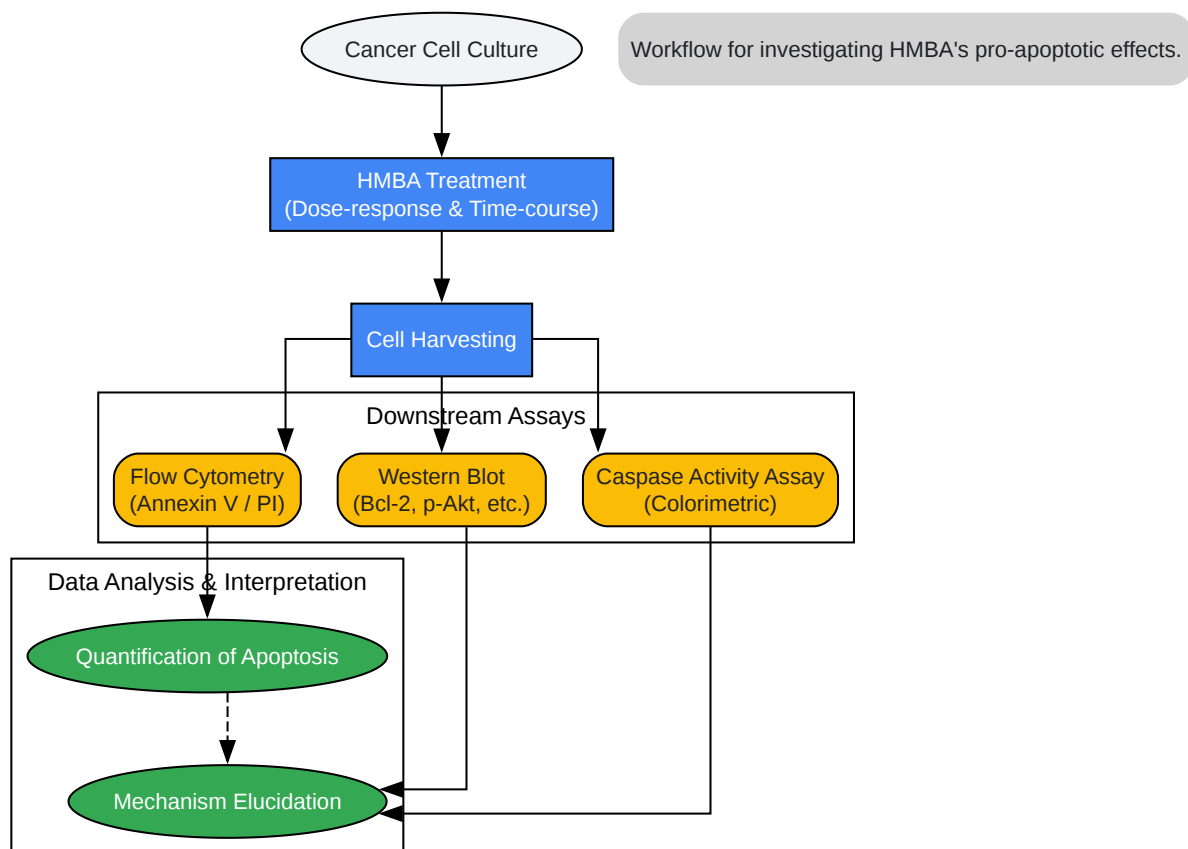 Cancer Cell Culture
Workflow for investigating HMBA's pro-apoptotic effects.
HMBA Treatment
(Dose-response & Time-course)
Cell Harvesting
Downstream Assays
Flow Cytometry
(Annexin V / PI)
Western Blot
(Bcl-2, p-Akt, etc.)
Caspase Activity Assay
(Colorimetric)
Data Analysis & Interpretation
Quantification of Apoptosis
Mechanism Elucidation